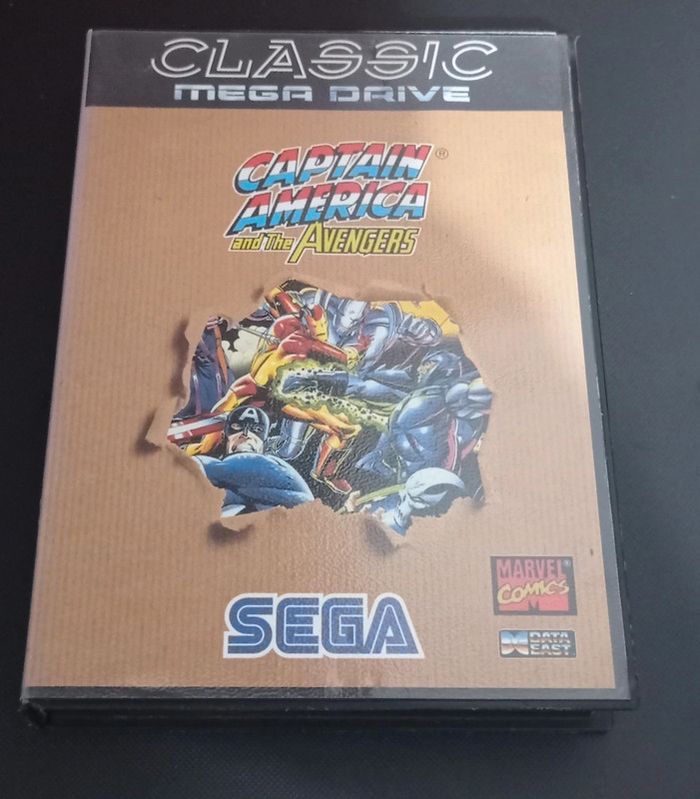 CLASSIC
MEGA DRIVE
CAPTAIN ®
AMERICA
and The AVENGERS
A
MARVEL®
COMICS
M
SEGA
DATA
EAST